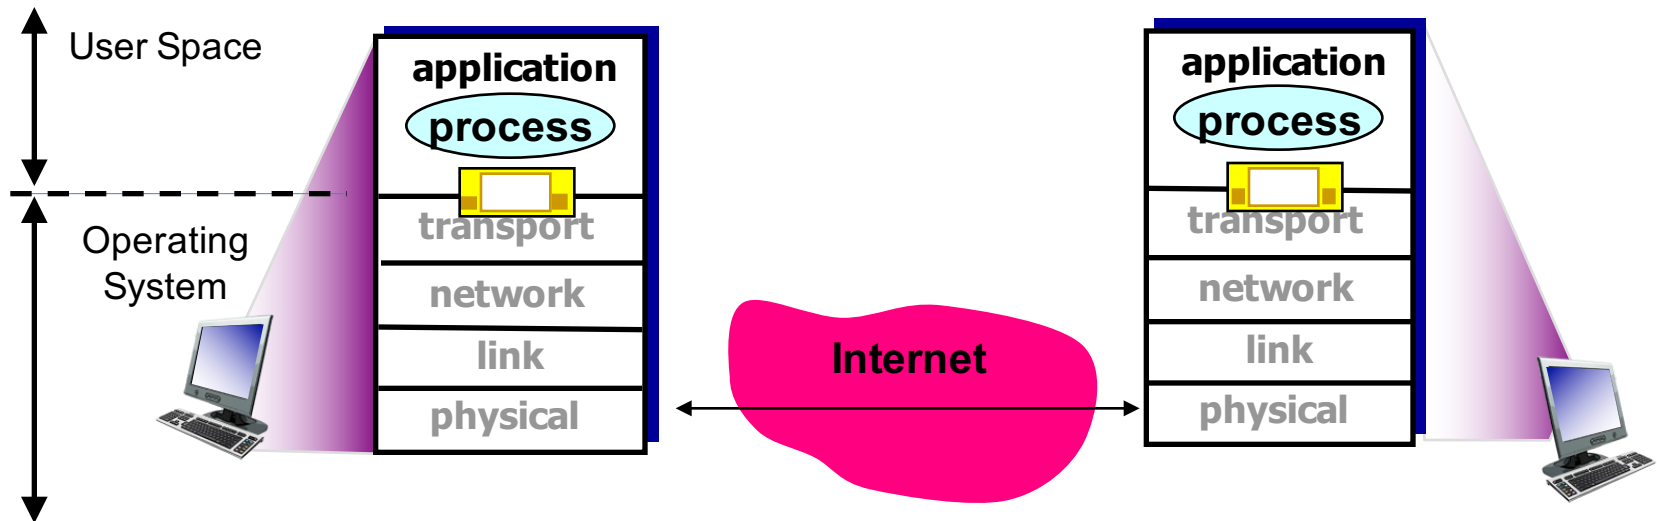 User Space
Operating
System
application
process
transport
network
link
physical
Internet
application
process
transport
network
link
physical